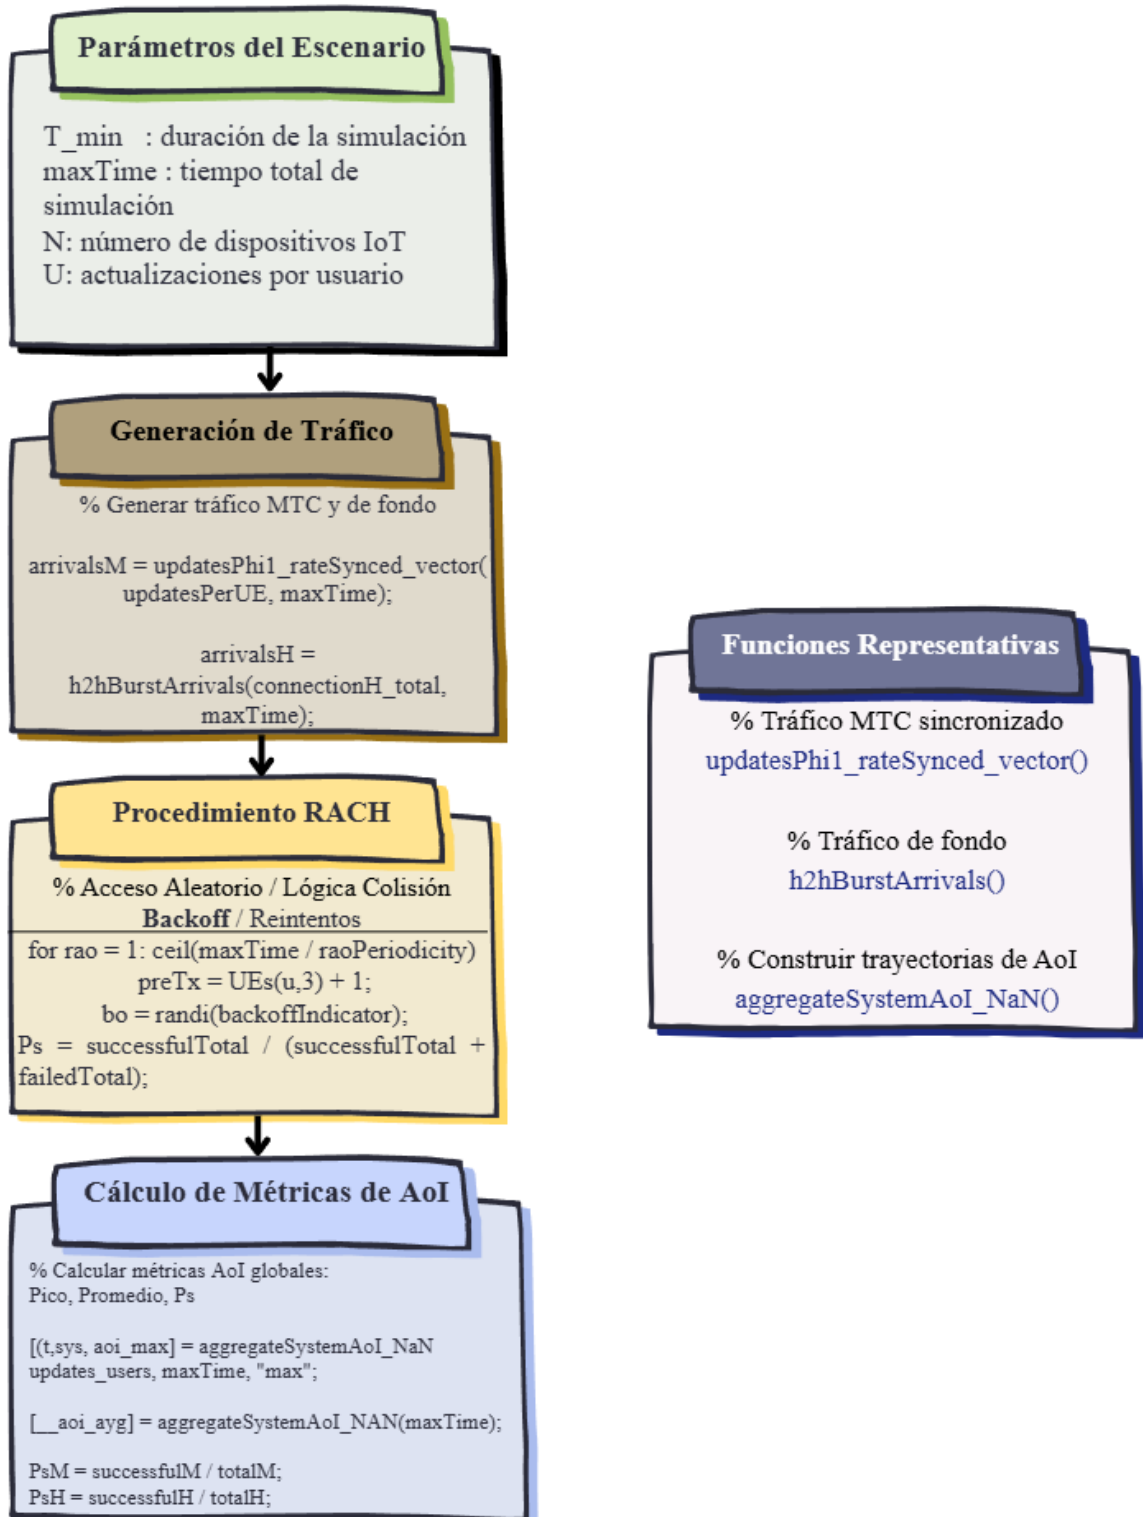 Parámetros del Escenario
T_min : duración de la simulación
maxTime : tiempo total de
simulación
N: número de dispositivos IoT
U: actualizaciones por usuario
Generación de Tráfico
% Generar tráfico MTC y de fondo
arrivalsM = updatesPhi1_rateSynced_vector(
updatesPerUE, maxTime);
arrivalsH =
h2hBurstArrivals(connectionH_total,
maxTime);
Procedimiento RACH
% Acceso Aleatorio / Lógica Colisión
Backoff / Reintentos
for rao = 1: ceil(maxTime / raoPeriodicity)
preTx = UEs(u,3) + 1;
bo = randi(backoffIndicator);
Ps = successfulTotal / (successfulTotal +
failedTotal);
Cálculo de Métricas de AoI
% Calcular métricas AoI globales:
Pico, Promedio, Ps
[(t,sys, aoi_max] = aggregateSystemAoI_NaN
updates_users, maxTime, "max";
[__aoi_ayg] = aggregateSystemAoI_NAN(maxTime);
PsM = successfulM / totalM;
PsH = successfulH / totalH;
Funciones Representativas
% Tráfico MTC sincronizado
updatesPhi1_rateSynced_vector()
% Tráfico de fondo
h2hBurstArrivals()
% Construir trayectorias de AoI
aggregateSystemAoI_NaN()